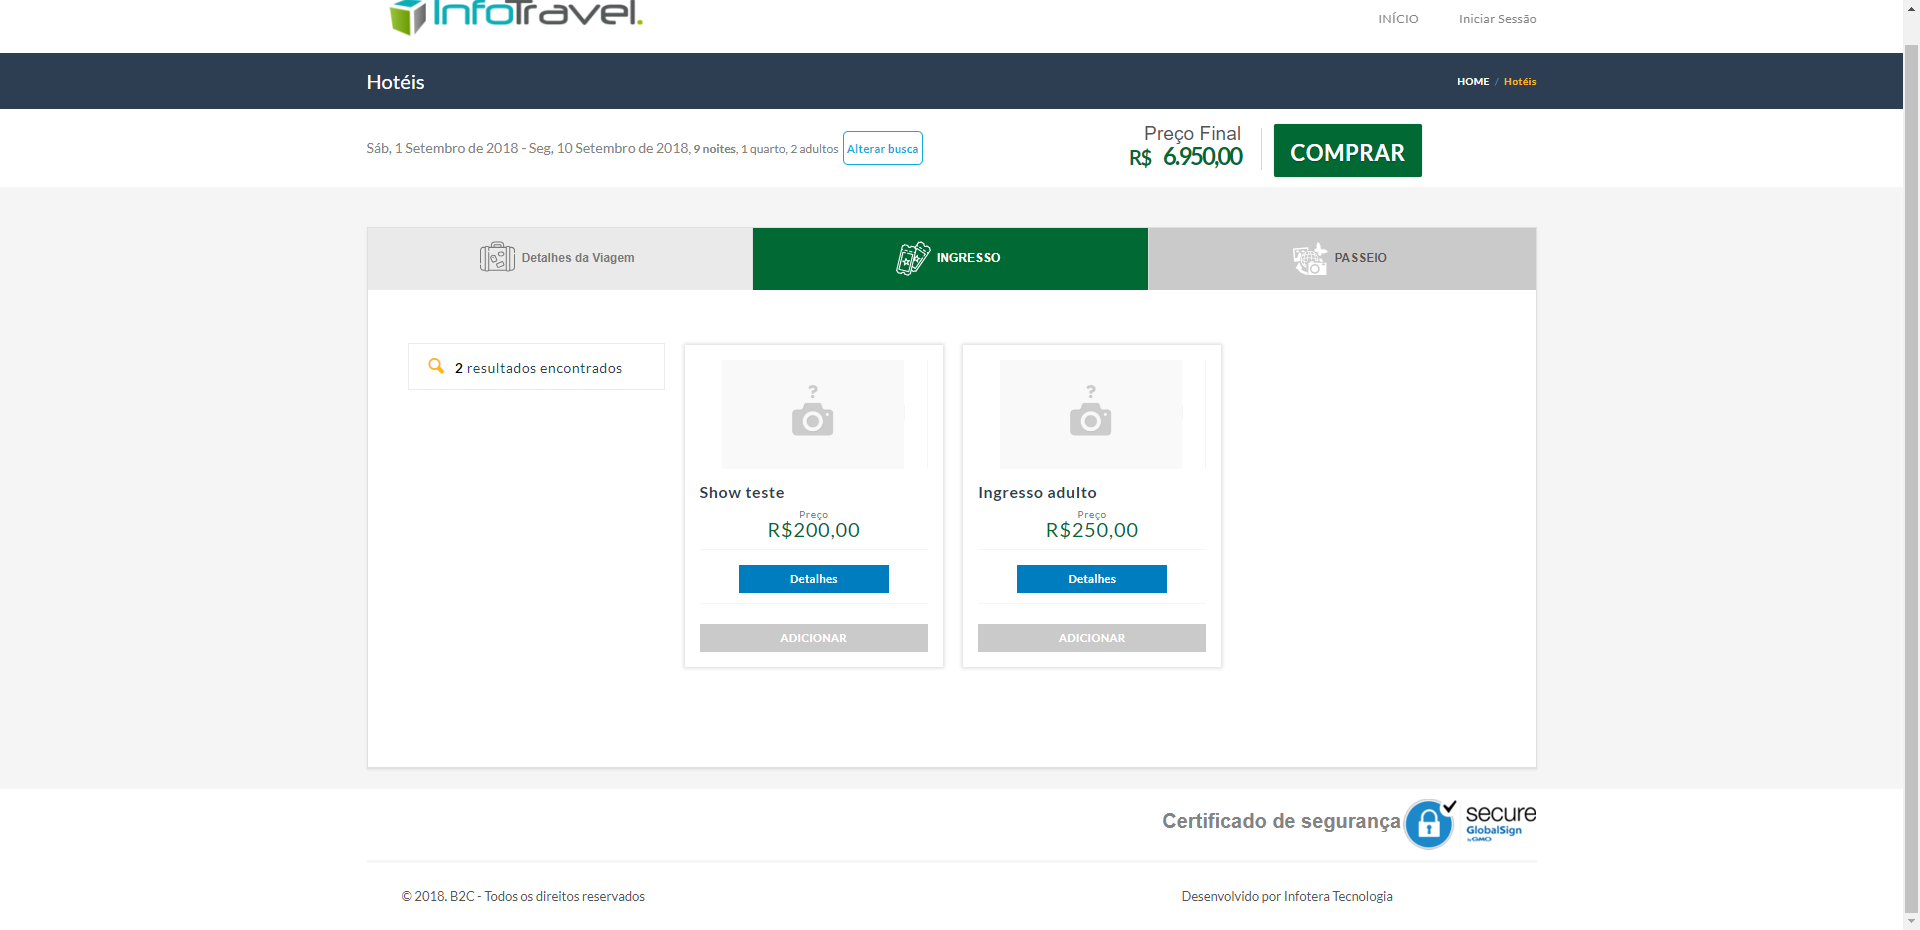 InfoTravel.
INÍCIO Iniciar Sessão
Hotéis
HOME / Hotéis
Sáb, 1 Setembro de 2018 - Seg, 10 Setembro de 2018, 9 noites, 1 quarto, 2 adultos Alterar busca
Preço Final
R$ 6.950,00
COMPRAR
Detalhes da Viagem
INGRESSO
PASSEIO
2 resultados encontrados
?
Show teste
Preço
R$200,00
Detalhes
ADICIONAR
?
Ingresso adulto
Preço
R$250,00
Detalhes
ADICIONAR
Certificado de segurança
secure
GlobalSign
by GMO
© 2018. B2C - Todos os direitos reservados
Desenvolvido por Infotera Tecnologia